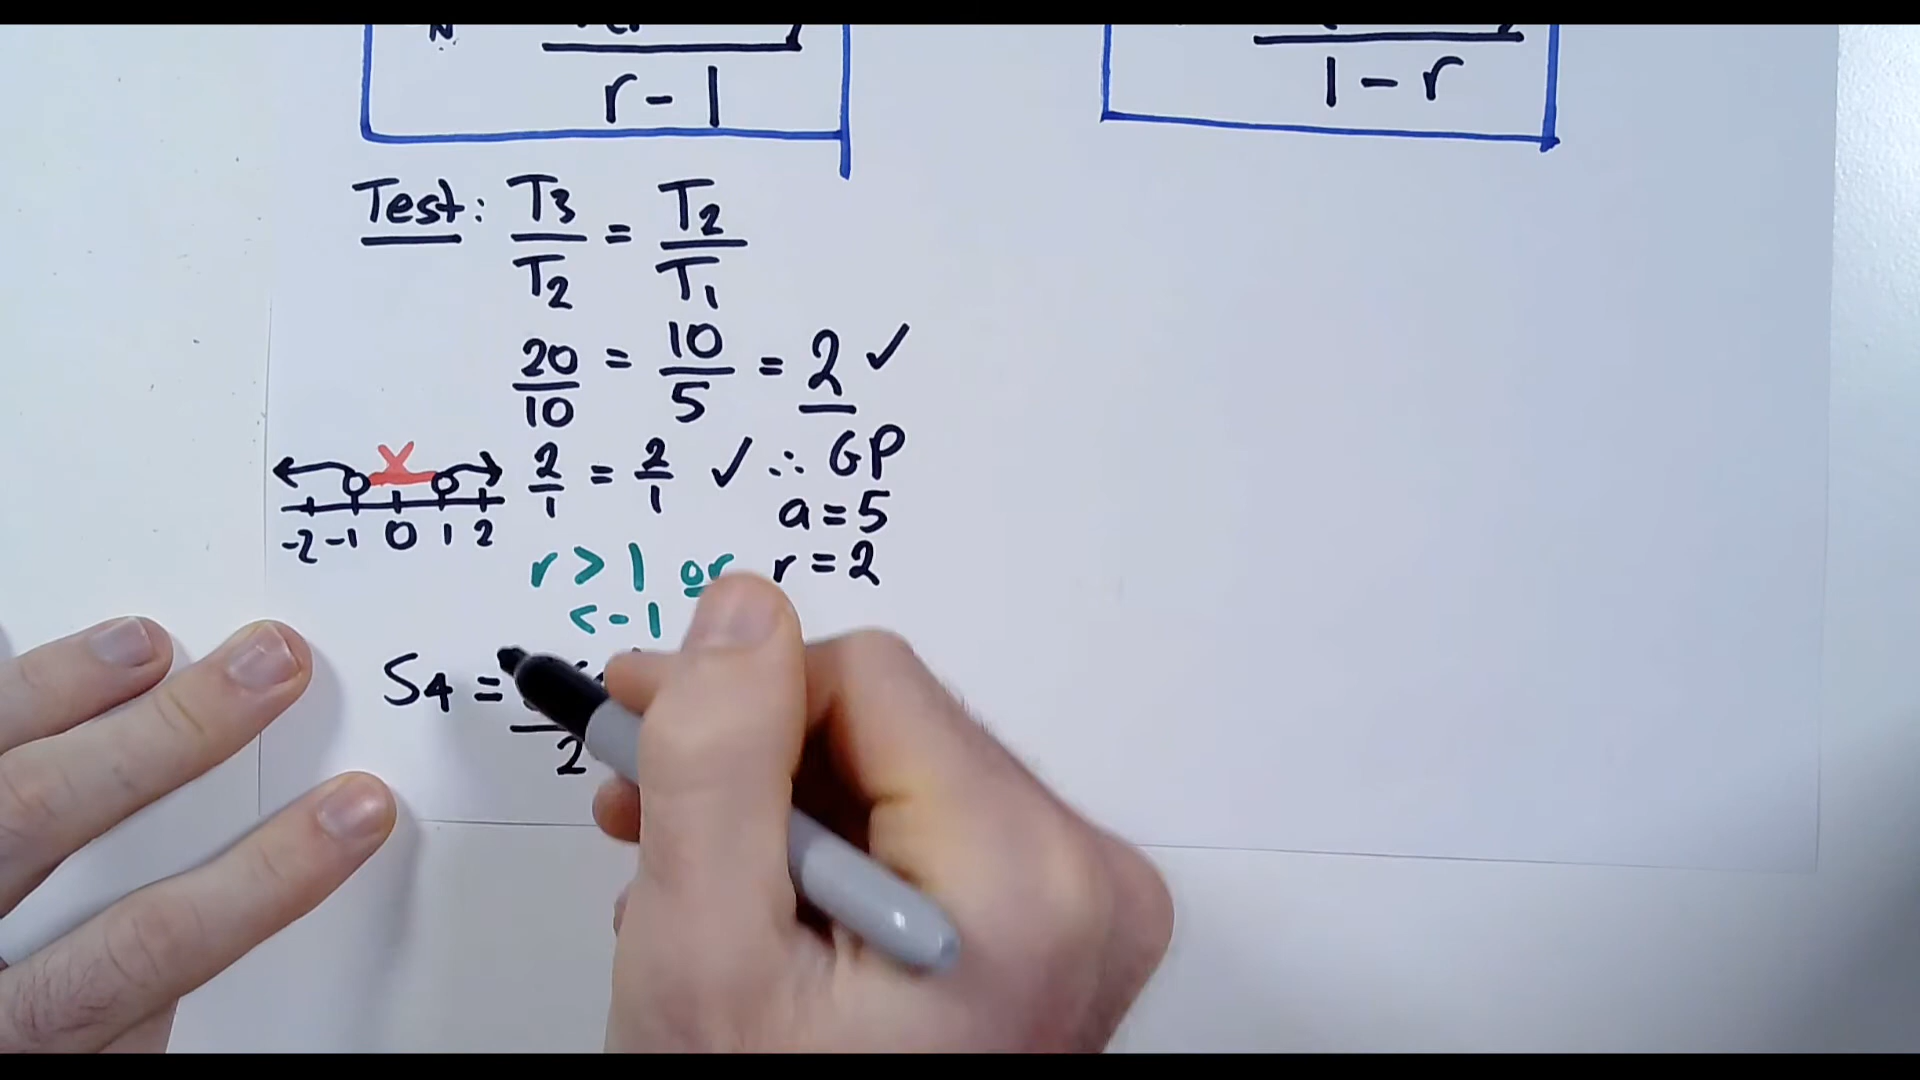 r - 1
1 - r
Test: T3/T2 = T2/T1
20/10 = 10/5 = 2 ✓
2/1 = 2/1 ✓ ∴ GP
X
-2 -1 0 1 2
a = 5
r > 1 or
r = 2
< - 1
S4 =
2